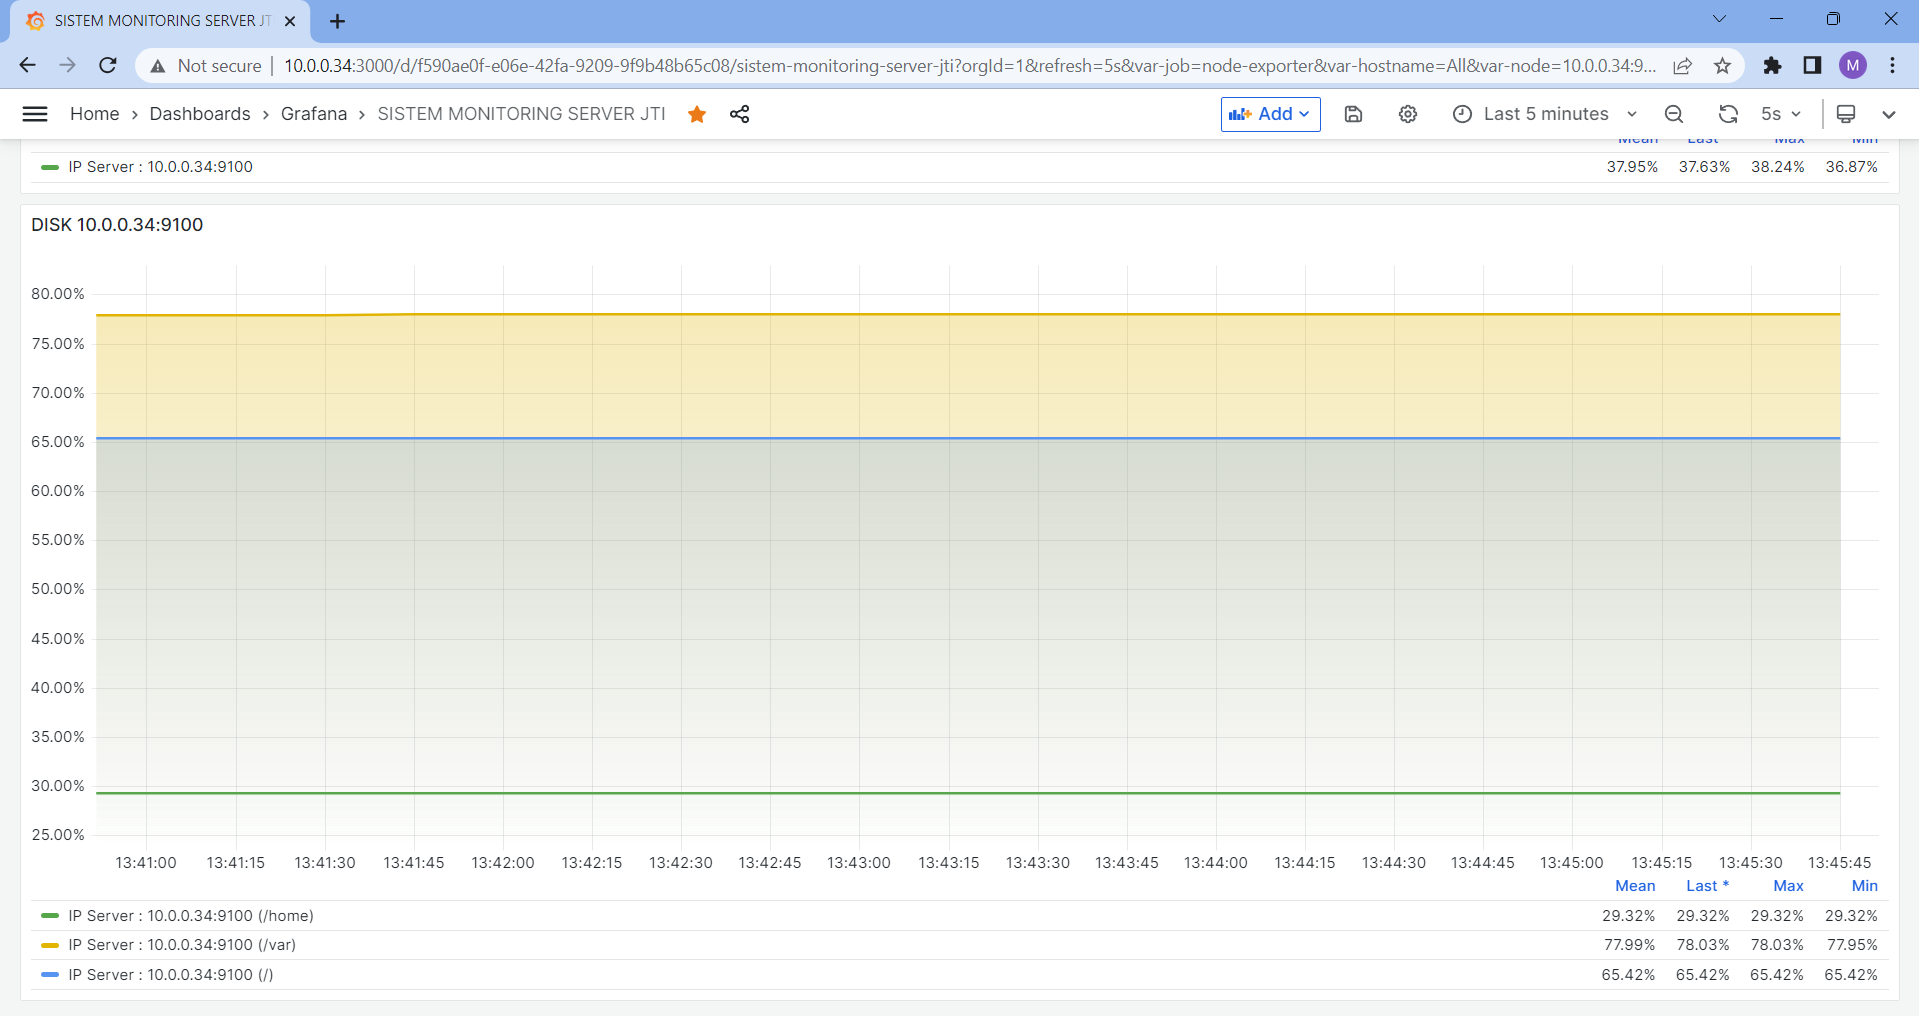 SISTEM MONITORING SERVER JT
Not secure | 10.0.0.34:3000/d/f590ae0f-e06e-42fa-9209-9f9b48b65c08/sistem-monitoring-server-jti?orgId=1&refresh=5s&var-job=node-exporter&var-hostname=All&var-node=10.0.0.34:9... M
Home > Dashboards > Grafana > SISTEM MONITORING SERVER JTI Add Last 5 minutes 5s
Mean Last Max Min
IP Server : 10.0.0.34:9100 37.95% 37.63% 38.24% 36.87%
DISK 10.0.0.34:9100
80.00%
75.00%
70.00%
65.00%
60.00%
55.00%
50.00%
45.00%
40.00%
35.00%
30.00%
25.00%
13:41:00 13:41:15 13:41:30 13:41:45 13:42:00 13:42:15 13:42:30 13:42:45 13:43:00 13:43:15 13:43:30 13:43:45 13:44:00 13:44:15 13:44:30 13:44:45 13:45:00 13:45:15 13:45:30 13:45:45
Mean Last * Max Min
IP Server : 10.0.0.34:9100 (/home) 29.32% 29.32% 29.32% 29.32%
IP Server : 10.0.0.34:9100 (/var) 77.99% 78.03% 78.03% 77.95%
IP Server : 10.0.0.34:9100 (/) 65.42% 65.42% 65.42% 65.42%